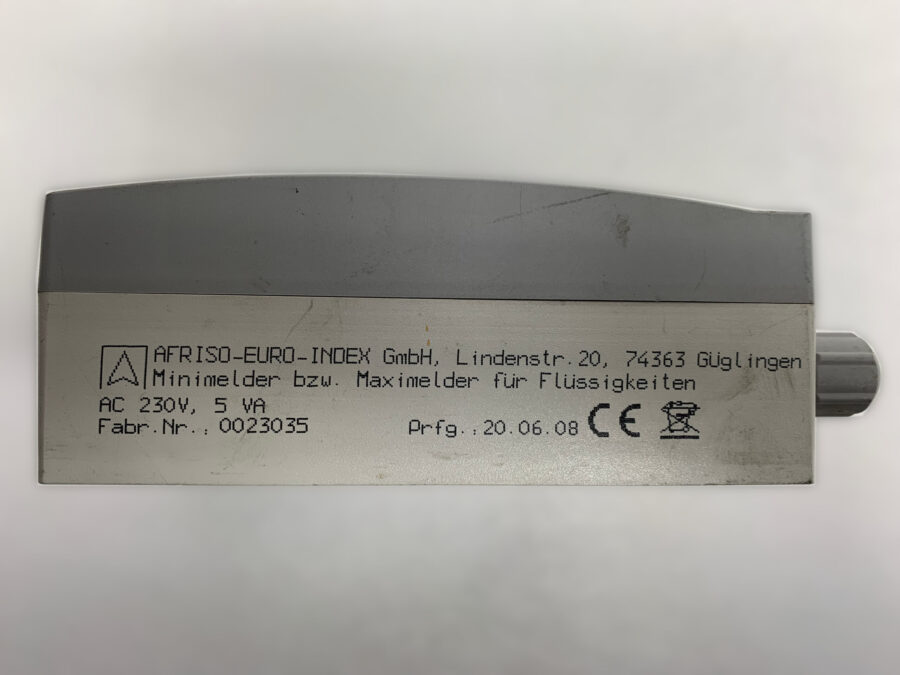 AFRISO-EURO-INDEX GmbH, Lindenstr.20, 74363 Güglingen
Minimelder bzw. Maximelder für Flüssigkeiten
AC 230V, 5 VA
Fabr.Nr.: 0023035 Prfg.: 20.06.08 CE